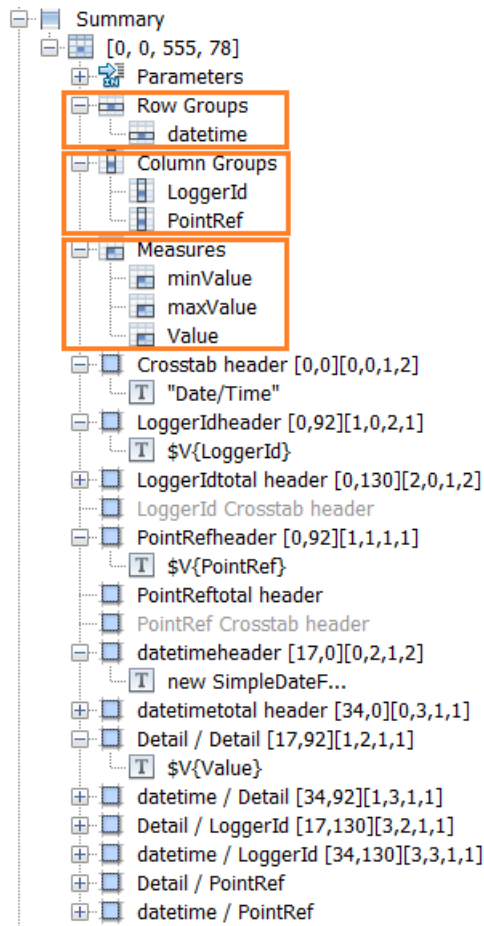 Summary
[0, 0, 555, 78]
Parameters
Row Groups
datetime
Column Groups
LoggerId
PointRef
Measures
minValue
maxValue
Value
Crosstab header [0,0][0,0,1,2]
T "Date/Time"
LoggerIdheader [0,92][1,0,2,1]
T $V{LoggerId}
LoggerIdtotal header [0,130][2,0,1,2]
LoggerId Crosstab header
PointRefheader [0,92][1,1,1,1]
T $V{PointRef}
PointReftotal header
PointRef Crosstab header
datetimeheader [17,0][0,2,1,2]
T new SimpleDateF...
datetimetotal header [34,0][0,3,1,1]
Detail / Detail [17,92][1,2,1,1]
T $V{Value}
datetime / Detail [34,92][1,3,1,1]
Detail / LoggerId [17,130][3,2,1,1]
datetime / LoggerId [34,130][3,3,1,1]
Detail / PointRef
datetime / PointRef